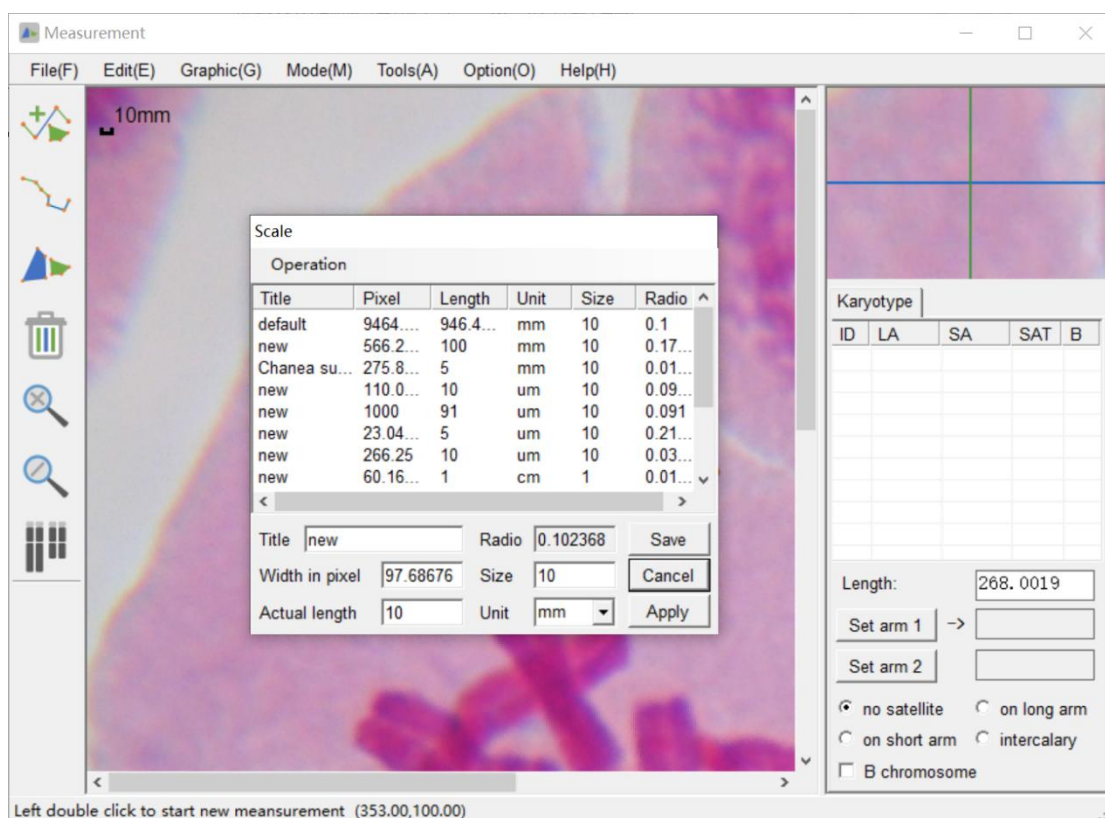 Measurement
File(F) Edit(E) Graphic(G) Mode(M) Tools(A) Option(O) Help(H)
10mm
Scale
Operation
Title Pixel Length Unit Size Radio
default 9464.... 946.4... mm 10 0.1
new 566.2... 100 mm 10 0.17...
Chanea su... 275.8... 5 mm 10 0.01...
new 110.0... 10 um 10 0.09...
new 1000 91 um 10 0.091
new 23.04... 5 um 10 0.21...
new 266.25 10 um 10 0.03...
new 60.16... 1 cm 1 0.01...
Title new Radio 0.102368 Save
Width in pixel 97.68676 Size 10 Cancel
Actual length 10 Unit mm Apply
Karyotype
ID LA SA SAT B
Length: 268.0019
Set arm 1 ->
Set arm 2
no satellite on long arm
on short arm intercalary
B chromosome
Left double click to start new meansurement (353.00,100.00)